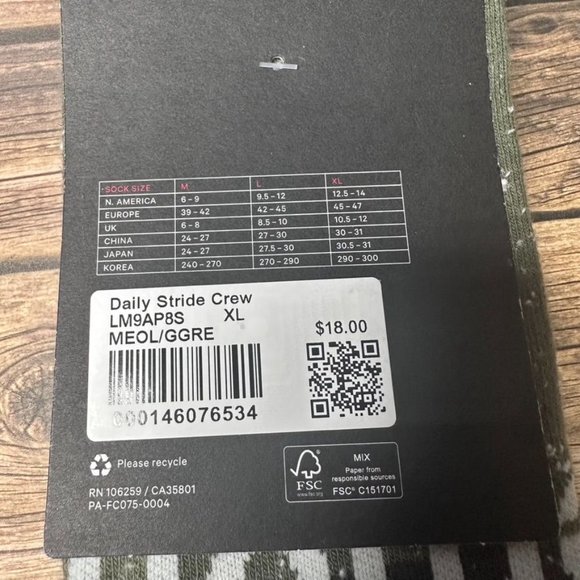 SOCK SIZE M L XL
N. AMERICA 6 – 9 9.5 – 12 12.5 – 14
EUROPE 39 – 42 42 – 45 45 – 47
UK 6 – 8 8.5 – 10 10.5 – 12
CHINA 24 – 27 27 – 30 30 – 31
JAPAN 24 – 27 27.5 – 30 30.5 – 31
KOREA 240 – 270 270 – 290 290 – 300
Daily Stride Crew
LM9AP8S XL $18.00
MEOL/GGRE
000146076534
Please recycle
RN 106259 / CA35801
PA-FC075-0004
FSC
www.fsc.org
MIX
Paper from
responsible sources
FSC® C151701